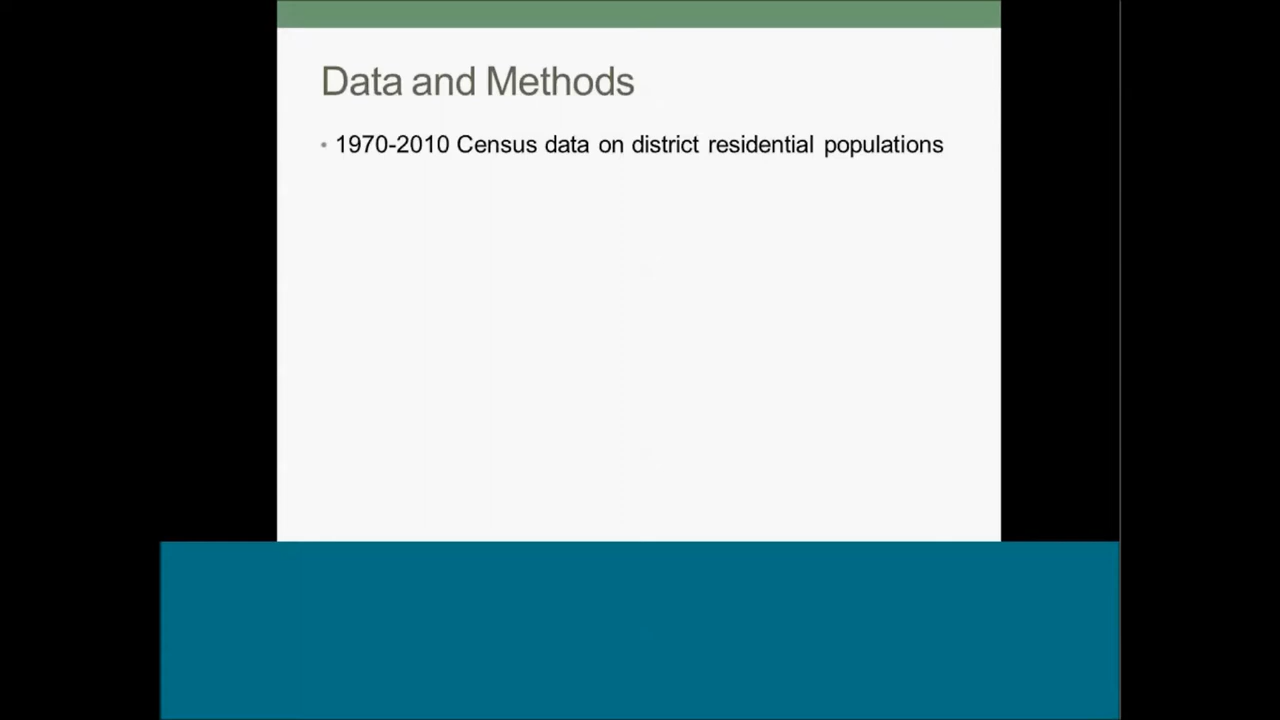 Data and Methods
• 1970-2010 Census data on district residential populations